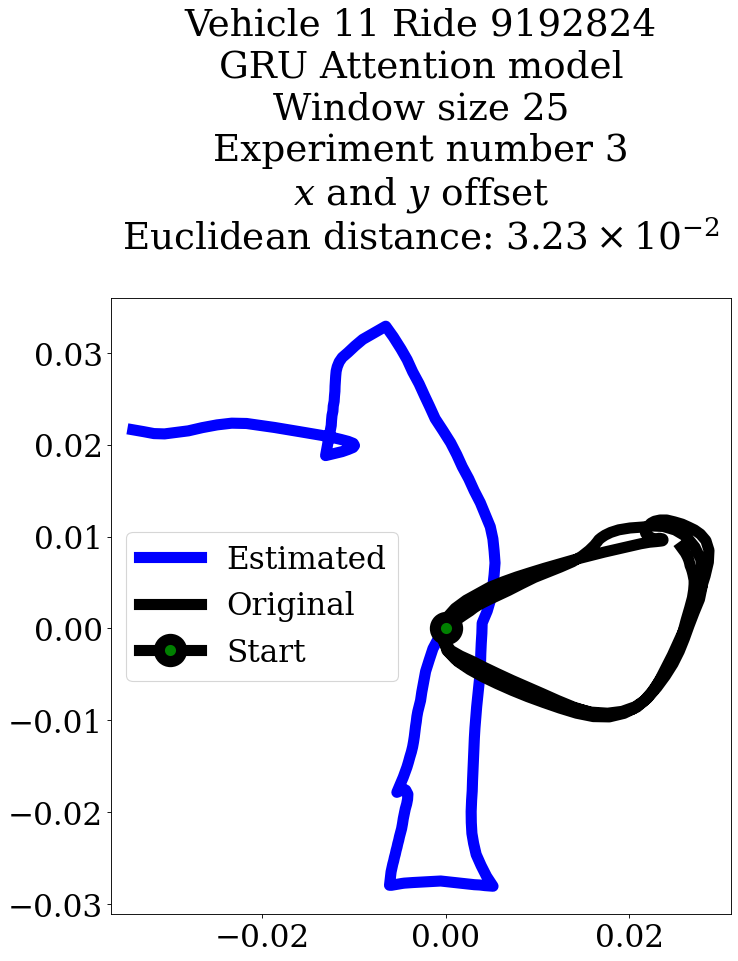 Vehicle 11 Ride 9192824
GRU Attention model
Window size 25
Experiment number 3
x and y offset
Euclidean distance: 3.23 × 10⁻²
0.03
0.02
0.01
0.00
−0.01
−0.02
−0.03
Estimated
Original
Start
−0.02
0.00
0.02